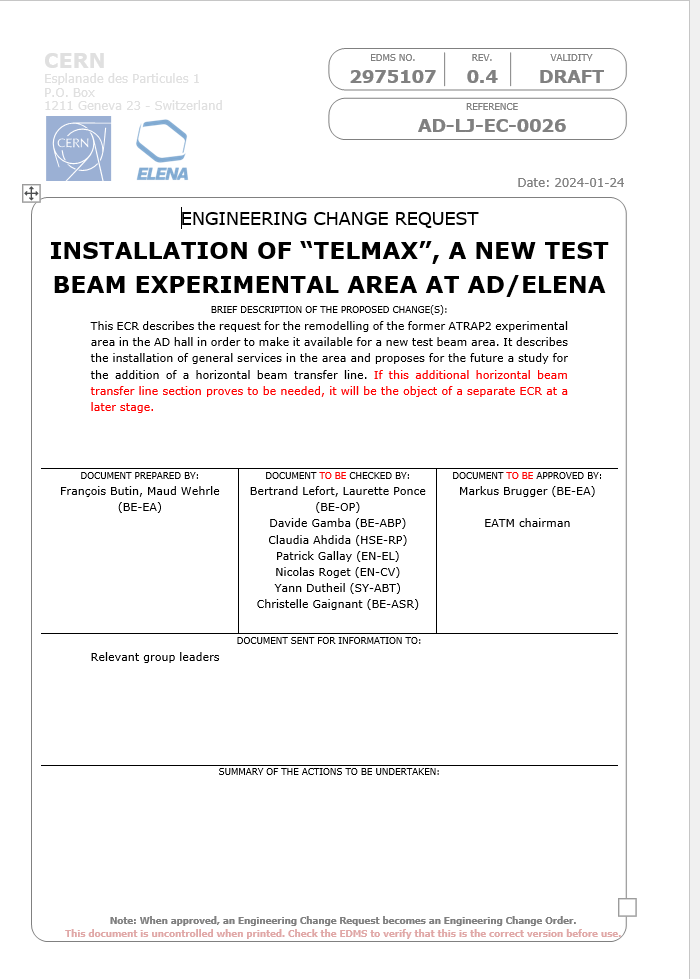 CERN
Esplanade des Particules 1
P.O. Box
1211 Geneva 23 - Switzerland
CERN
ELENA
EDMS NO. REV. VALIDITY
2975107 0.4 DRAFT
REFERENCE
AD-LJ-EC-0026
Date: 2024-01-24
ENGINEERING CHANGE REQUEST
INSTALLATION OF “TELMAX”, A NEW TEST
BEAM EXPERIMENTAL AREA AT AD/ELENA
BRIEF DESCRIPTION OF THE PROPOSED CHANGE(S):
This ECR describes the request for the remodelling of the former ATRAP2 experimental
area in the AD hall in order to make it available for a new test beam area. It describes
the installation of general services in the area and proposes for the future a study for
the addition of a horizontal beam transfer line. If this additional horizontal beam
transfer line section proves to be needed, it will be the object of a separate ECR at a
later stage.
DOCUMENT PREPARED BY:
François Butin, Maud Wehrle
(BE-EA)
DOCUMENT TO BE CHECKED BY:
Bertrand Lefort, Laurette Ponce
(BE-OP)
Davide Gamba (BE-ABP)
Claudia Ahdida (HSE-RP)
Patrick Gallay (EN-EL)
Nicolas Roget (EN-CV)
Yann Dutheil (SY-ABT)
Christelle Gaignant (BE-ASR)
DOCUMENT TO BE APPROVED BY:
Markus Brugger (BE-EA)
EATM chairman
DOCUMENT SENT FOR INFORMATION TO:
Relevant group leaders
SUMMARY OF THE ACTIONS TO BE UNDERTAKEN:
Note: When approved, an Engineering Change Request becomes an Engineering Change Order.
This document is uncontrolled when printed. Check the EDMS to verify that this is the correct version before use.